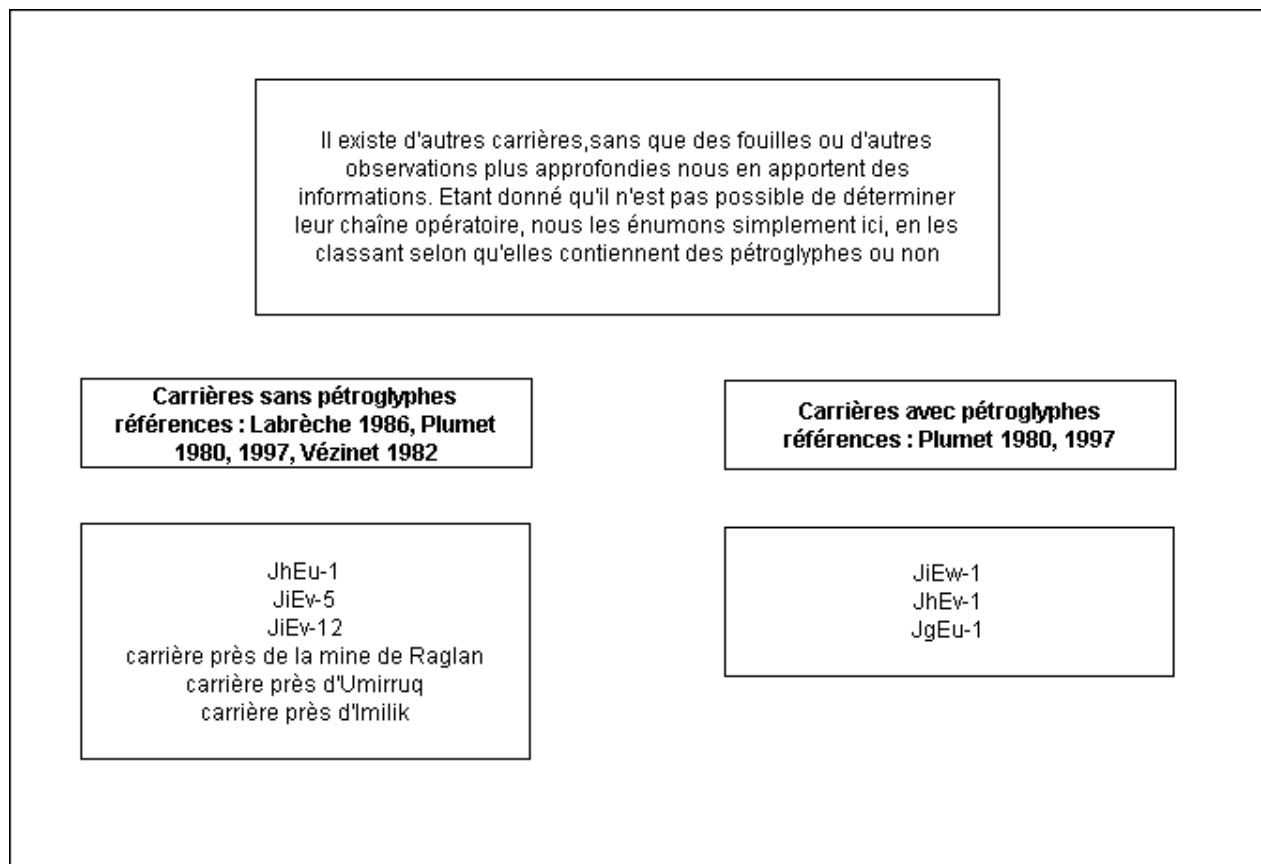 Il existe d'autres carrières,sans que des fouilles ou d'autres
observations plus approfondies nous en apportent des
informations. Etant donné qu'il n'est pas possible de déterminer
leur chaîne opératoire, nous les énumons simplement ici, en les
classant selon qu'elles contiennent des pétroglyphes ou non
Carrières sans pétroglyphes
références : Labrèche 1986, Plumet
1980, 1997, Vézinet 1982
JhEu-1
JiEv-5
JiEv-12
carrière près de la mine de Raglan
carrière près d'Umirruq
carrière près d'Imilik
Carrières avec pétroglyphes
références : Plumet 1980, 1997
JiEw-1
JhEv-1
JgEu-1